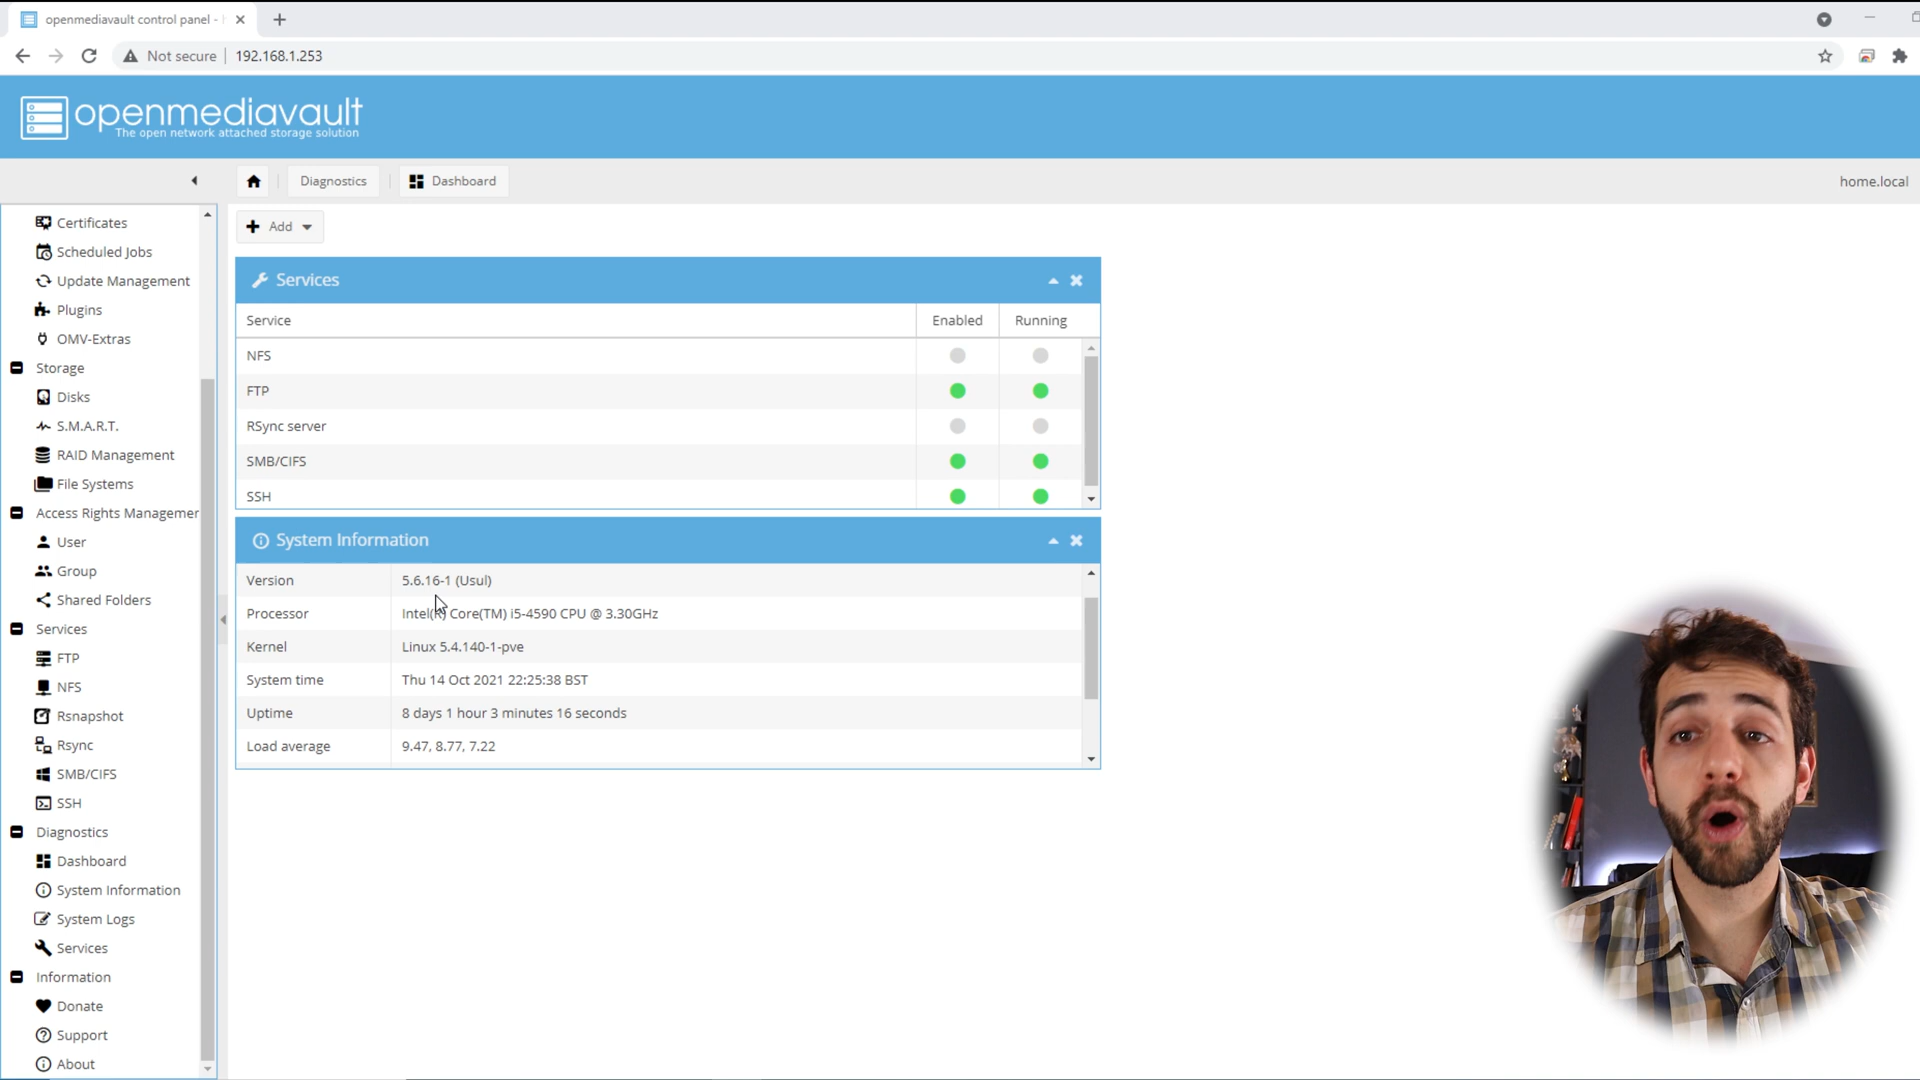 openmediavault control panel -
Not secure
192.168.1.253
openmediavault
The open network attached storage solution
Diagnostics
Dashboard
home.local
Certificates
Scheduled Jobs
Update Management
Plugins
OMV-Extras
Storage
Disks
S.M.A.R.T.
RAID Management
File Systems
Access Rights Managemer
User
Group
Shared Folders
Services
FTP
NFS
Rsnapshot
Rsync
SMB/CIFS
SSH
Diagnostics
Dashboard
System Information
System Logs
Services
Information
Donate
Support
About
Add
Services
Service Enabled Running
NFS
FTP
RSync server
SMB/CIFS
SSH
System Information
Version 5.6.16-1 (Usul)
Processor Intel(R) Core(TM) i5-4590 CPU @ 3.30GHz
Kernel Linux 5.4.140-1-pve
System time Thu 14 Oct 2021 22:25:38 BST
Uptime 8 days 1 hour 3 minutes 16 seconds
Load average 9.47, 8.77, 7.22